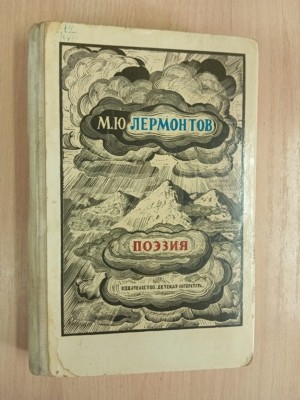 М.Ю ЛЕРМОНТОВ
ПОЭЗИЯ
ИЗДАТЕЛЬСТВО „ДЕТСКАЯ ЛИТЕРАТУРА”